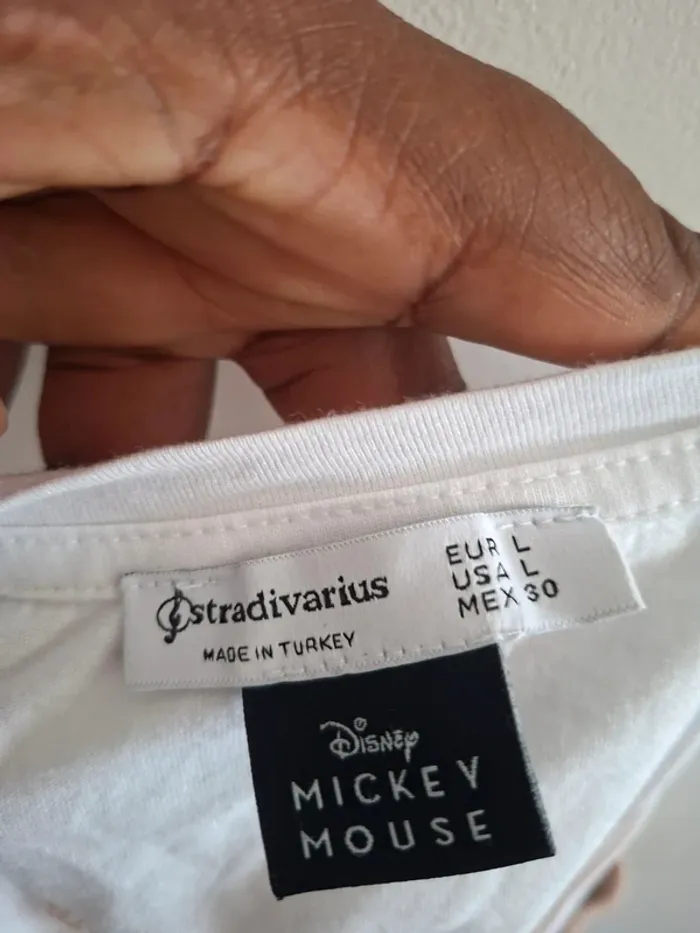 stradivarius
MADE IN TURKEY
EUR L
USA L
MEX 30
Disney
MICKEY
MOUSE